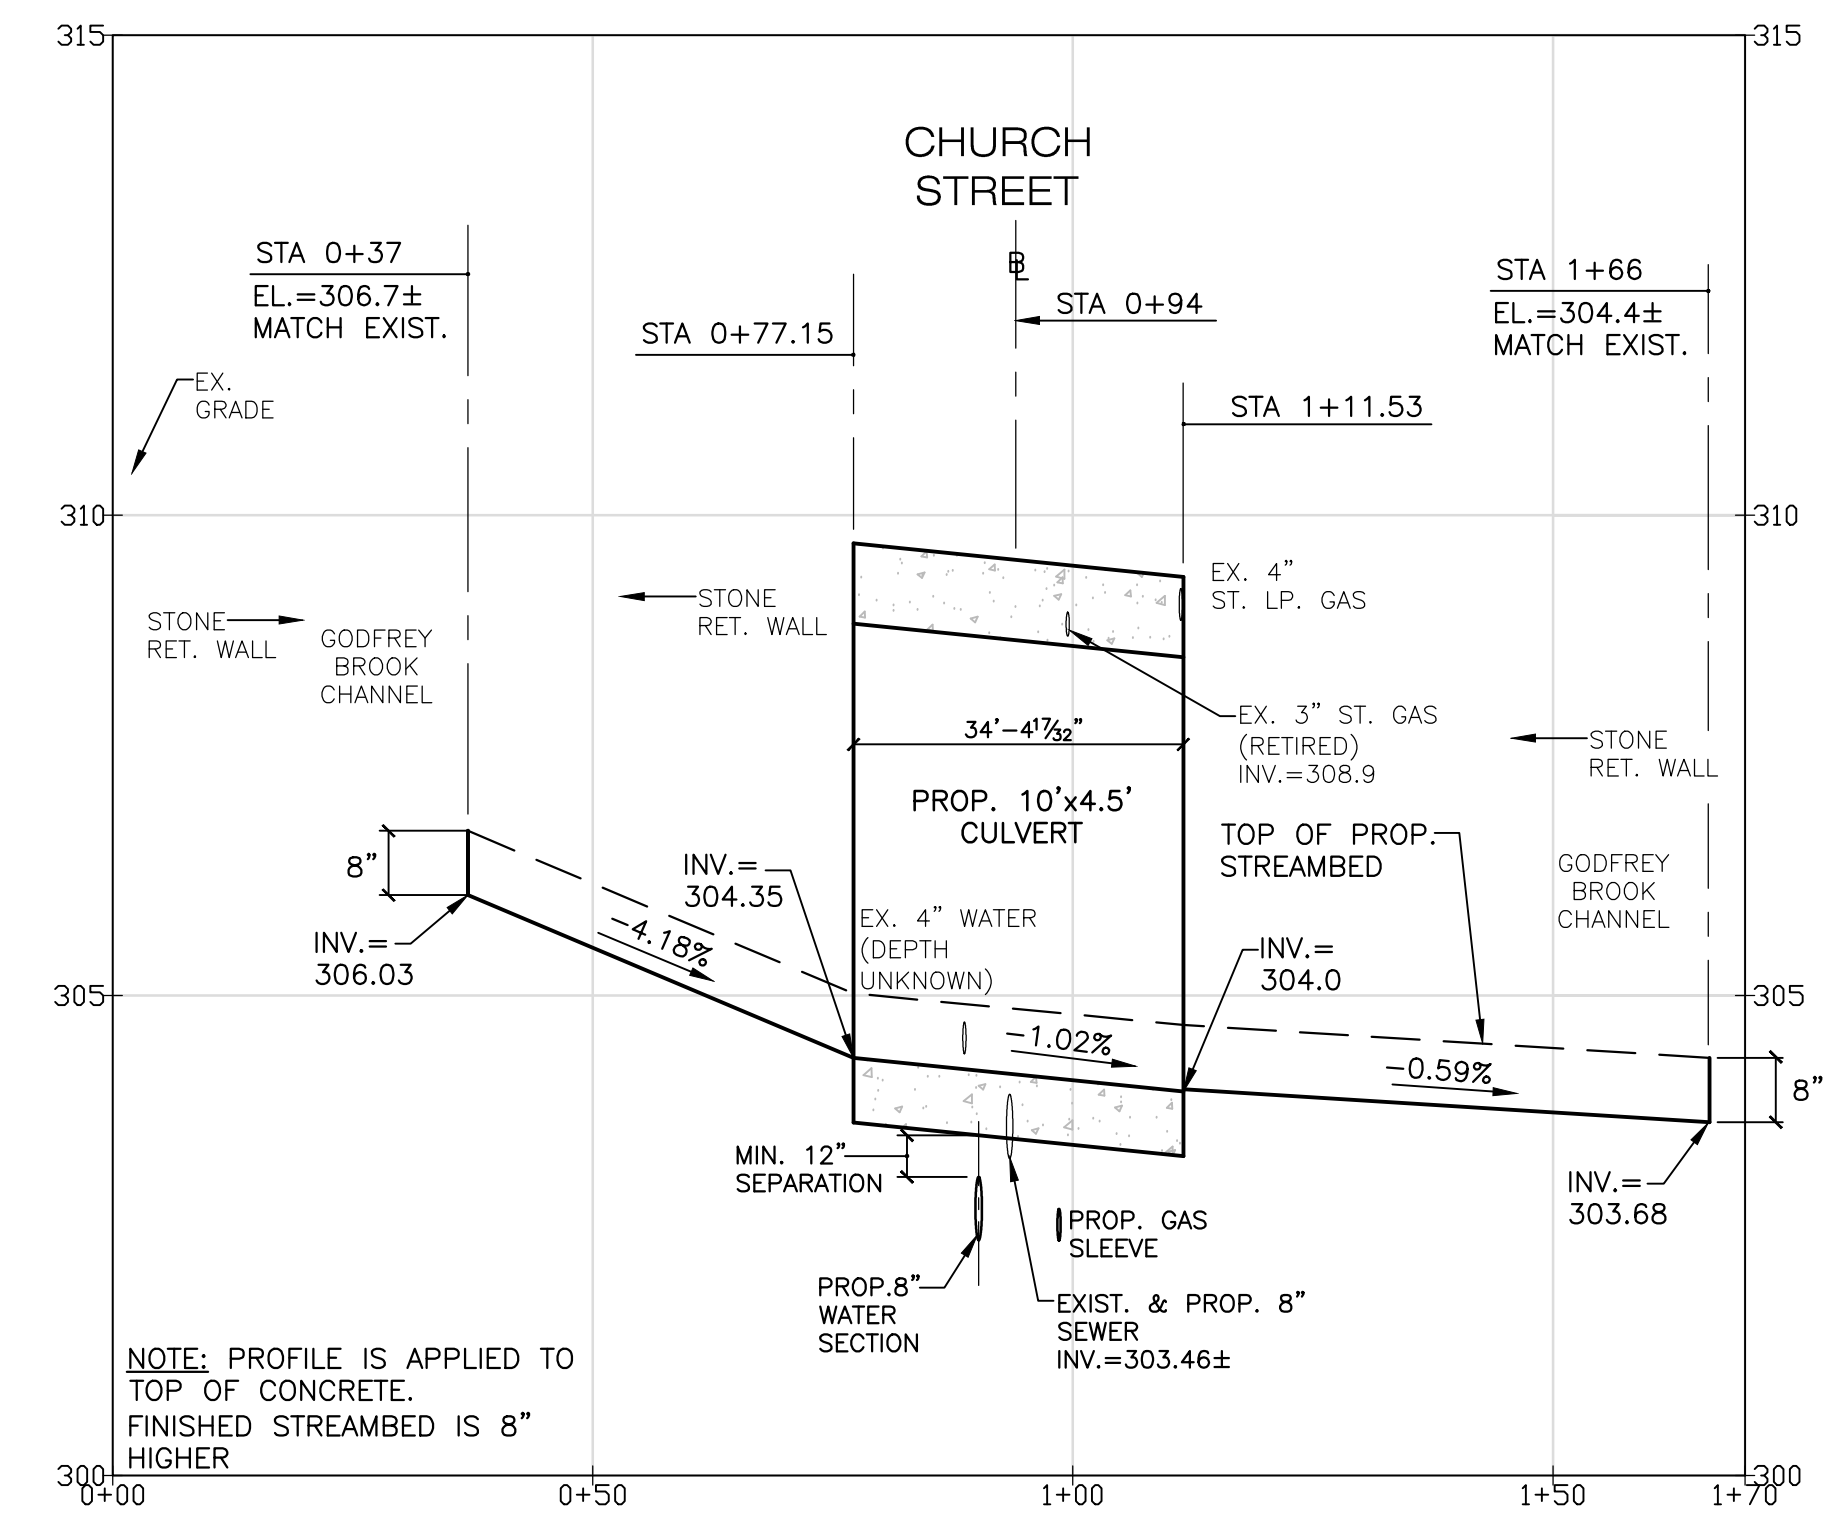 315
315
CHURCH
STREET
STA 0+37
EL.=306.7±
MATCH EXIST.
BL
STA 0+94
STA 1+66
EL.=304.4±
MATCH EXIST.
STA 0+77.15
EX.
GRADE
STA 1+11.53
310
310
STONE
RET. WALL
GODFREY
BROOK
CHANNEL
STONE
RET. WALL
EX. 4”
ST. LP. GAS
34’-4 17/32”
EX. 3” ST. GAS
(RETIRED)
INV.=308.9
STONE
RET. WALL
PROP. 10’x4.5’
CULVERT
8”
INV.=
304.35
TOP OF PROP.
STREAMBED
GODFREY
BROOK
CHANNEL
INV.=
306.03
-4.18%
EX. 4” WATER
(DEPTH
UNKNOWN)
INV.=
304.0
305
305
-1.02%
-0.59%
8”
MIN. 12”
SEPARATION
INV.=
303.68
PROP. GAS
SLEEVE
PROP.8”
WATER
SECTION
EXIST. & PROP. 8”
SEWER
INV.=303.46±
NOTE: PROFILE IS APPLIED TO
TOP OF CONCRETE.
FINISHED STREAMBED IS 8”
HIGHER
300
300
0+00
0+50
1+00
1+50
1+70